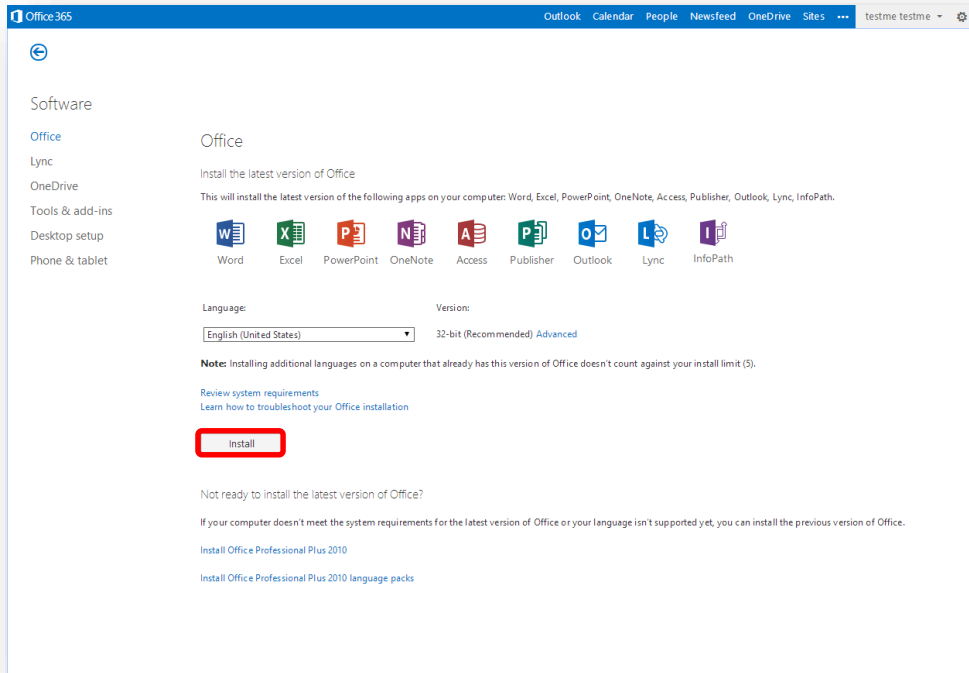 Office 365
Outlook Calendar People Newsfeed OneDrive Sites ••• testme testme
Software
Office
Lync
OneDrive
Tools & add-ins
Desktop setup
Phone & tablet
Office
Install the latest version of Office
This will install the latest version of the following apps on your computer: Word, Excel, PowerPoint, OneNote, Access, Publisher, Outlook, Lync, InfoPath.
Word Excel PowerPoint OneNote Access Publisher Outlook Lync InfoPath
Language: Version:
English (United States) 32-bit (Recommended) Advanced
Note: Installing additional languages on a computer that already has this version of Office doesn't count against your install limit (5).
Review system requirements
Learn how to troubleshoot your Office installation
Install
Not ready to install the latest version of Office?
If your computer doesn't meet the system requirements for the latest version of Office or your language isn't supported yet, you can install the previous version of Office.
Install Office Professional Plus 2010
Install Office Professional Plus 2010 language packs